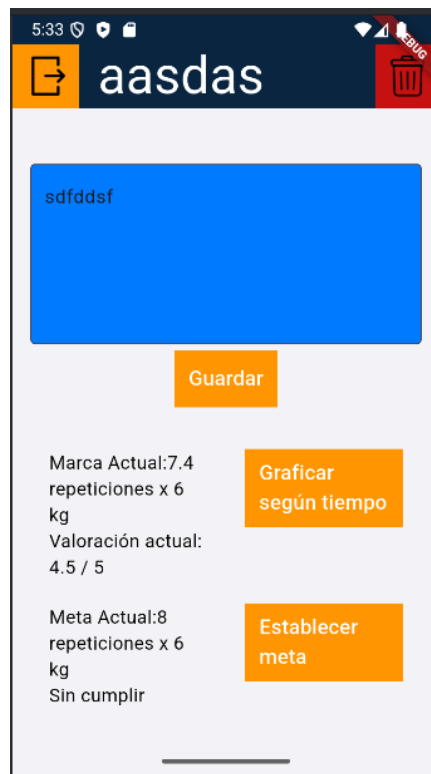 5:33
DEBUG
aasdas
sdfddsf
Guardar
Marca Actual:7.4
repeticiones x 6
kg
Valoración actual:
4.5 / 5
Graficar
según tiempo
Meta Actual:8
repeticiones x 6
kg
Sin cumplir
Establecer
meta